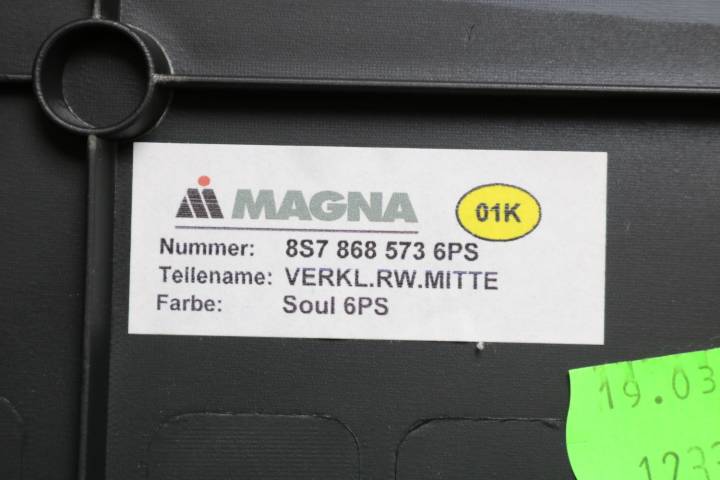 MAGNA
01K
Nummer: 8S7 868 573 6PS
Teilename: VERKL.RW.MITTE
Farbe: Soul 6PS
19.03